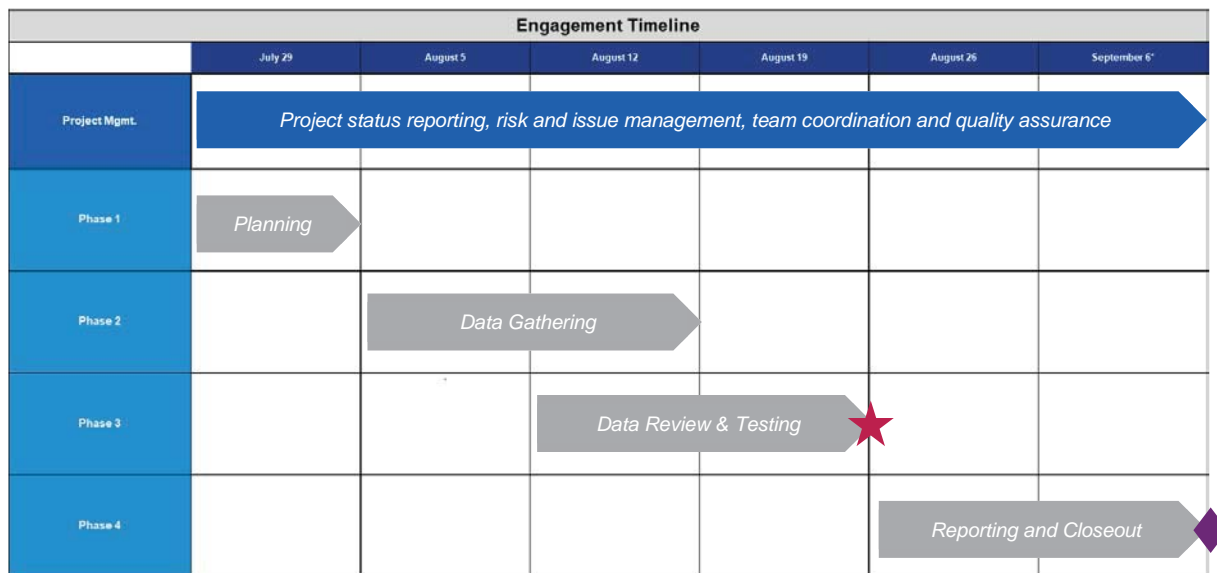 Engagement Timeline
July 29 August 5 August 12 August 19 August 26 September 6*
Project Mgmt.
Project status reporting, risk and issue management, team coordination and quality assurance
Phase 1
Planning
Phase 2
Data Gathering
Phase 3
Data Review & Testing
Phase 4
Reporting and Closeout